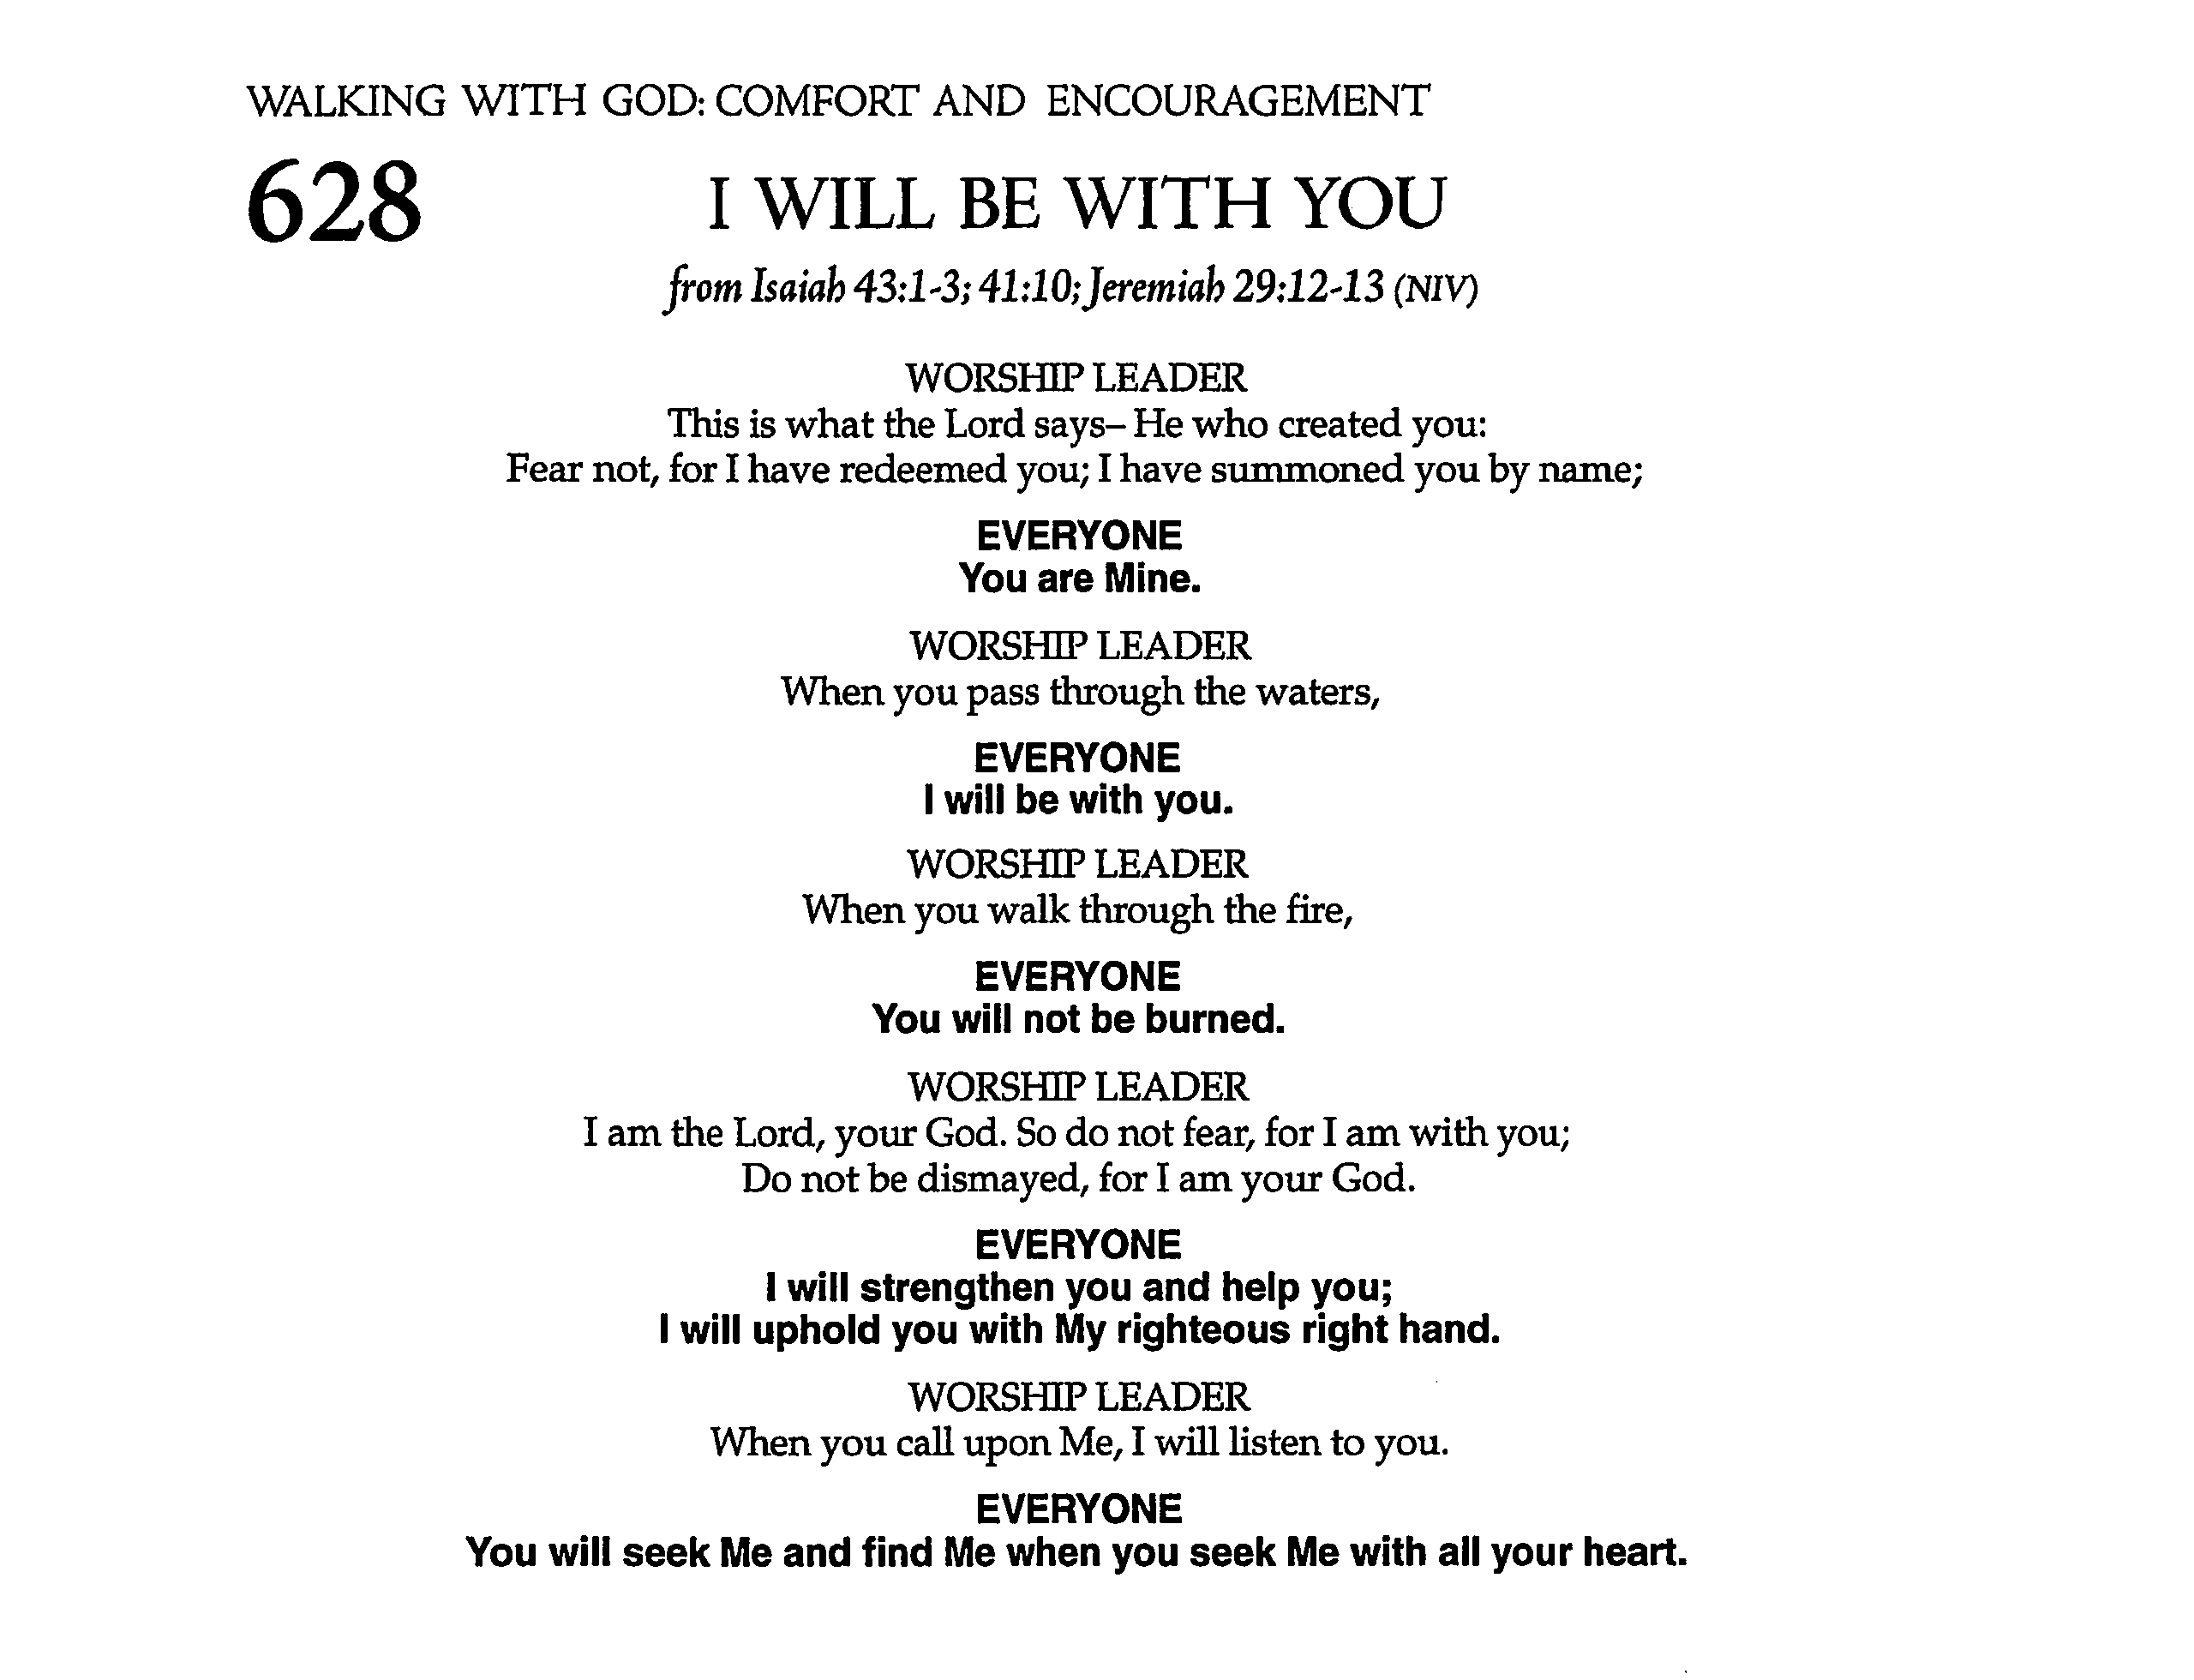 WALKING WITH GOD: COMFORT AND ENCOURAGEMENT
628
I WILL BE WITH YOU
from Isaiah 43:1-3; 41:10; Jeremiah 29:12-13 (NIV)
WORSHIP LEADER
This is what the Lord says– He who created you:
Fear not, for I have redeemed you; I have summoned you by name;
EVERYONE
You are Mine.
WORSHIP LEADER
When you pass through the waters,
EVERYONE
I will be with you.
WORSHIP LEADER
When you walk through the fire,
EVERYONE
You will not be burned.
WORSHIP LEADER
I am the Lord, your God. So do not fear, for I am with you;
Do not be dismayed, for I am your God.
EVERYONE
I will strengthen you and help you;
I will uphold you with My righteous right hand.
WORSHIP LEADER
When you call upon Me, I will listen to you.
EVERYONE
You will seek Me and find Me when you seek Me with all your heart.